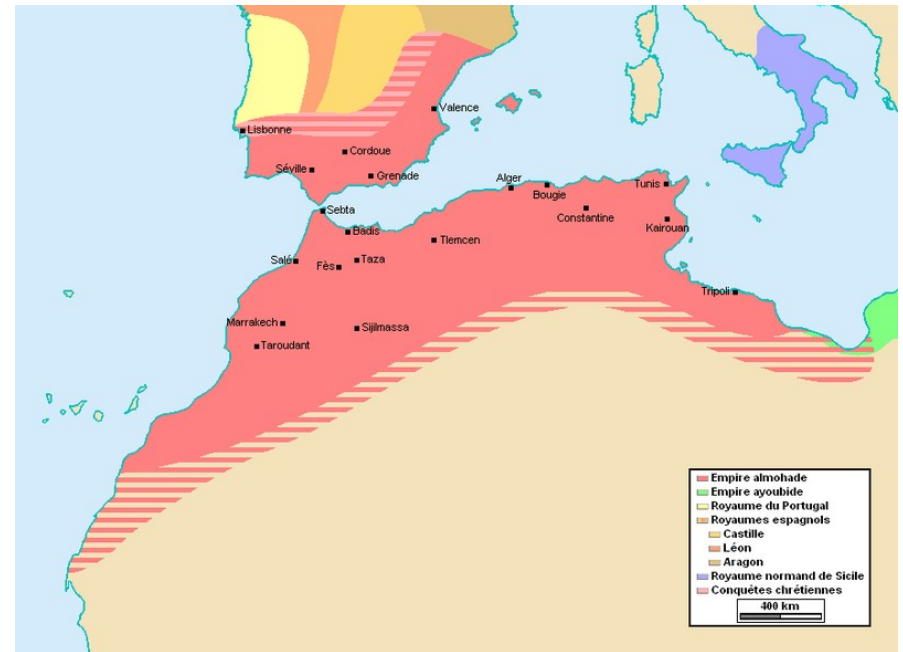 Valence
Lisbonne
Cordoue
Séville
Grenade
Alger
Bougie
Tunis
Constantine
Sebta
Kairouan
Bâdis
Tlemcen
Salé
Fès
Taza
Tripoli
Marrakech
Sijilmassa
Taroudant
Empire almohade
Empire ayoubide
Royaume du Portugal
Royaumes espagnols
Castille
Léon
Aragon
Royaume normand de Sicile
Conquêtes chrétiennes
400 km